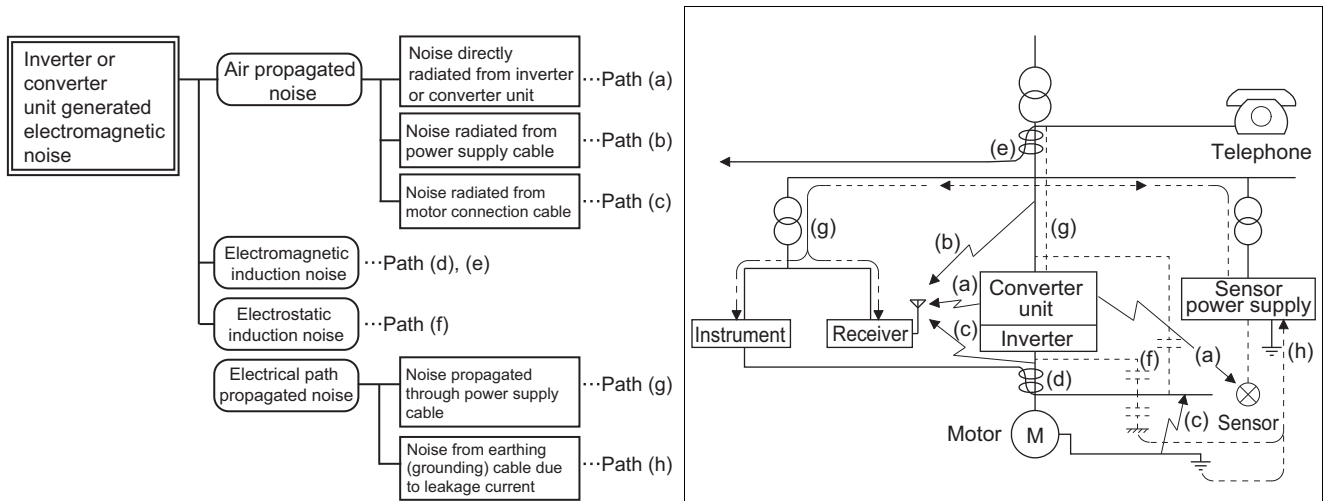 Inverter or
converter
unit generated
electromagnetic
noise
Air propagated
noise
Noise directly
radiated from inverter
or converter unit
···Path (a)
Noise radiated from
power supply cable
···Path (b)
Noise radiated from
motor connection cable
···Path (c)
Electromagnetic
induction noise
···Path (d), (e)
Electrostatic
induction noise
···Path (f)
Electrical path
propagated noise
Noise propagated
through power supply
cable
···Path (g)
Noise from earthing
(grounding) cable due
to leakage current
···Path (h)
Telephone
(e)
(g)
(b)
(g)
(a)
Converter
unit
Inverter
Sensor
power supply
Instrument
Receiver
(c)
(f)
(a)
(h)
(d)
Sensor
(c)
Motor
M